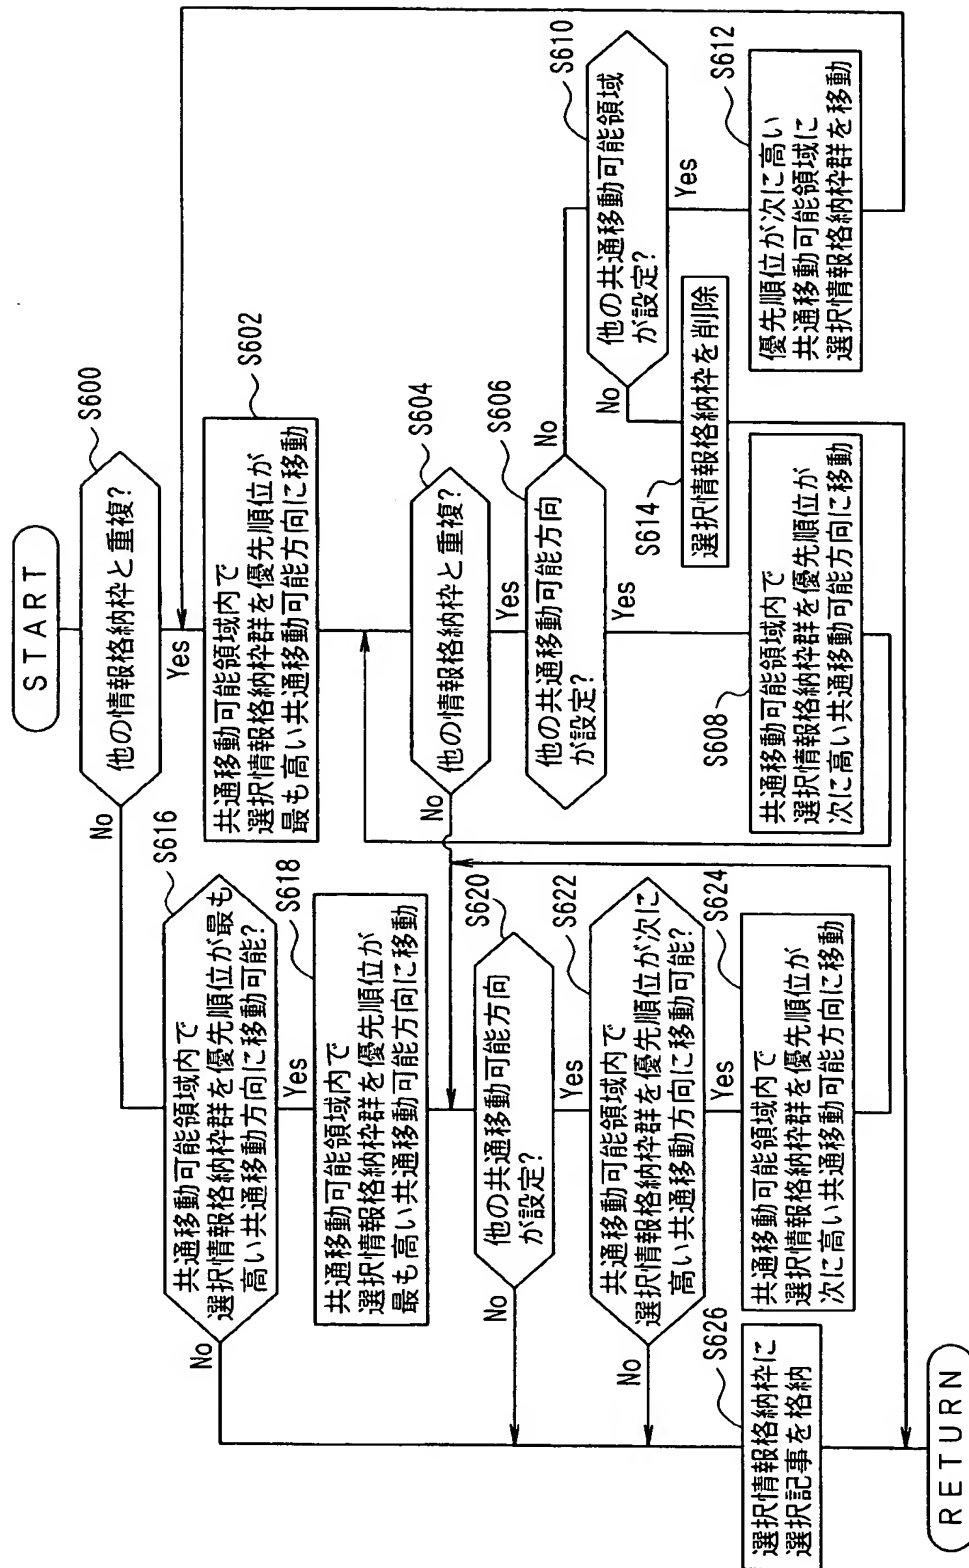 START
他の情報格納枠と重複?
S600
Yes
No
共通移動可能領域内で
選択情報格納枠群を優先順位が
最も高い共通移動可能方向に移動
S602
他の情報格納枠と重複?
S604
Yes
No
他の共通移動可能方向
が設定?
S606
Yes
No
共通移動可能領域内で
選択情報格納枠群を優先順位が
次に高い共通移動可能方向に移動
S608
他の共通移動可能領域
が設定?
S610
Yes
No
優先順位が次に高い
共通移動可能領域に
選択情報格納枠群を移動
S612
選択情報格納枠を削除
S614
共通移動可能領域内で
選択情報格納枠群を優先順位が最も
高い共通移動方向に移動可能?
S616
Yes
No
共通移動可能領域内で
選択情報格納枠群を優先順位が
最も高い共通移動可能方向に移動
S618
他の共通移動可能方向
が設定?
S620
Yes
No
共通移動可能領域内で
選択情報格納枠群を優先順位が次に
高い共通移動方向に移動可能?
S622
Yes
No
共通移動可能領域内で
選択情報格納枠群を優先順位が
次に高い共通移動可能方向に移動
S624
選択情報格納枠に
選択記事を格納
S626
RETURN